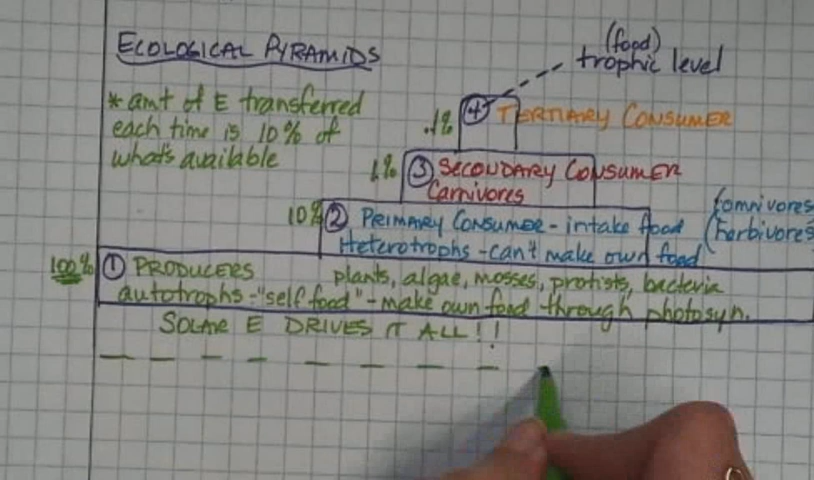 ECOLOGICAL PYRAMIDS
(food)
trophic level
* amt of E transferred
each time is 10% of
what's available
.1% ④ TERTIARY CONSUMER
1% ③ SECONDARY CONSUMER
Carnivores
10% ② PRIMARY CONSUMER - intake food
Heterotrophs - can't make own food
(omnivores
(herbivores
100% ① PRODUCERS plants, algae, mosses, protists, bacteria
autotrophs - "self food" - make own food through photosyn.
SOLAR E DRIVES IT ALL!!